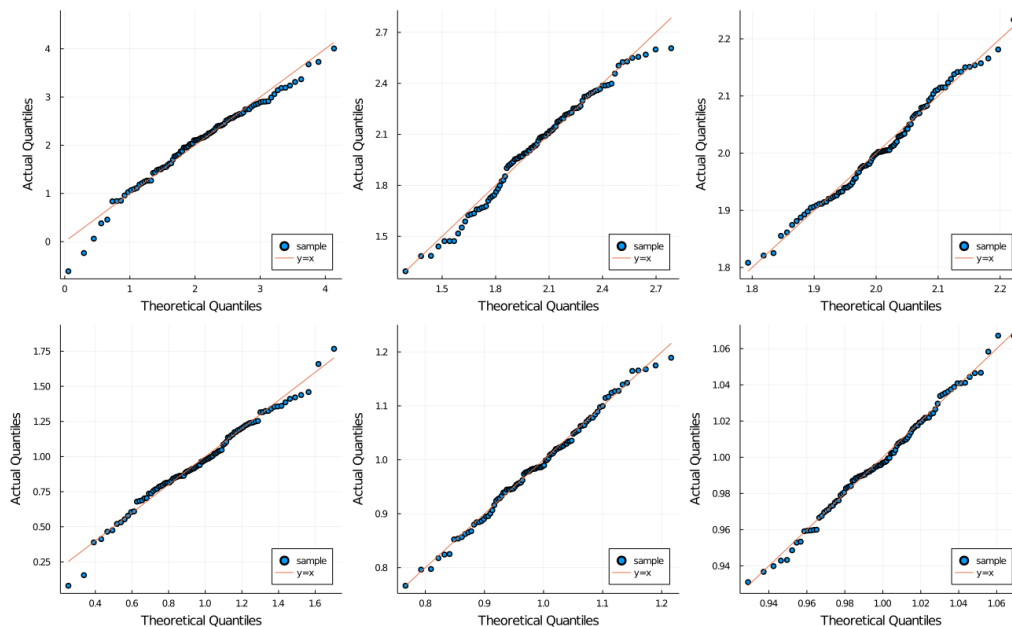 4
3
2
1
0
Actual Quantiles
sample
y=x
0 1 2 3 4
Theoretical Quantiles
2.7
2.4
2.1
1.8
1.5
Actual Quantiles
sample
y=x
1.5 1.8 2.1 2.4 2.7
Theoretical Quantiles
2.2
2.1
2.0
1.9
1.8
Actual Quantiles
sample
y=x
1.8 1.9 2.0 2.1 2.2
Theoretical Quantiles
1.75
1.50
1.25
1.00
0.75
0.50
0.25
Actual Quantiles
sample
y=x
0.4 0.6 0.8 1.0 1.2 1.4 1.6
Theoretical Quantiles
1.2
1.1
1.0
0.9
0.8
Actual Quantiles
sample
y=x
0.8 0.9 1.0 1.1 1.2
Theoretical Quantiles
1.06
1.04
1.02
1.00
0.98
0.96
0.94
Actual Quantiles
sample
y=x
0.94 0.96 0.98 1.00 1.02 1.04 1.06
Theoretical Quantiles